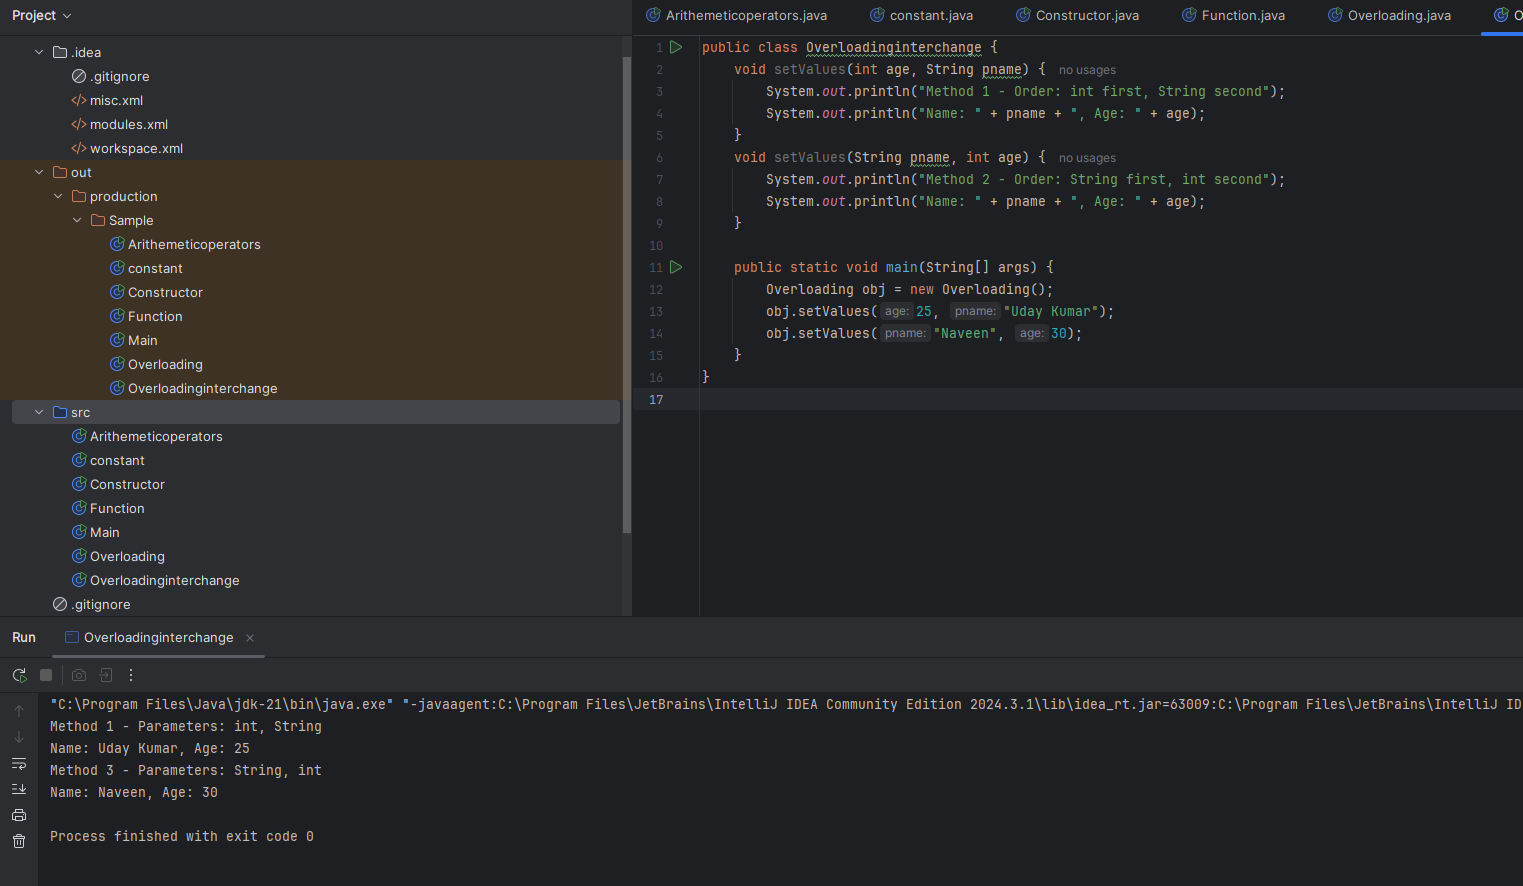 Project
.idea
.gitignore
misc.xml
modules.xml
workspace.xml
out
production
Sample
Arithemeticoperators
constant
Constructor
Function
Main
Overloading
Overloadinginterchange
src
Arithemeticoperators
constant
Constructor
Function
Main
Overloading
Overloadinginterchange
.gitignore
Arithemeticoperators.java constant.java Constructor.java Function.java Overloading.java O
1 public class Overloadinginterchange {
2 void setValues(int age, String pname) { no usages
3 System.out.println("Method 1 - Order: int first, String second");
4 System.out.println("Name: " + pname + ", Age: " + age);
5 }
6 void setValues(String pname, int age) { no usages
7 System.out.println("Method 2 - Order: String first, int second");
8 System.out.println("Name: " + pname + ", Age: " + age);
9 }
10
11 public static void main(String[] args) {
12 Overloading obj = new Overloading();
13 obj.setValues( age: 25, pname: "Uday Kumar");
14 obj.setValues( pname: "Naveen", age: 30);
15 }
16 }
17
Run Overloadinginterchange
"C:\Program Files\Java\jdk-21\bin\java.exe" "-javaagent:C:\Program Files\JetBrains\IntelliJ IDEA Community Edition 2024.3.1\lib\idea_rt.jar=63009:C:\Program Files\JetBrains\IntelliJ ID
Method 1 - Parameters: int, String
Name: Uday Kumar, Age: 25
Method 3 - Parameters: String, int
Name: Naveen, Age: 30
Process finished with exit code 0